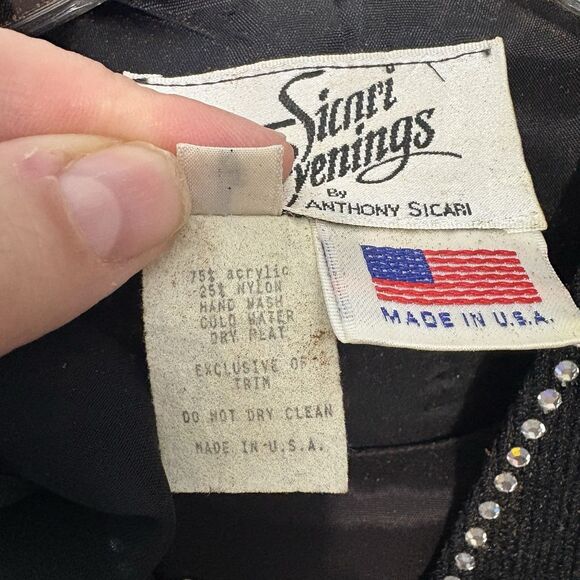 Sicari
Evenings
By
ANTHONY SICARI
MADE IN U.S.A.
75% acrylic
25% NYLON
HAND WASH
COLD WATER
DRY FLAT
EXCLUSIVE OF
TRIM
DO NOT DRY CLEAN
MADE IN U.S.A.